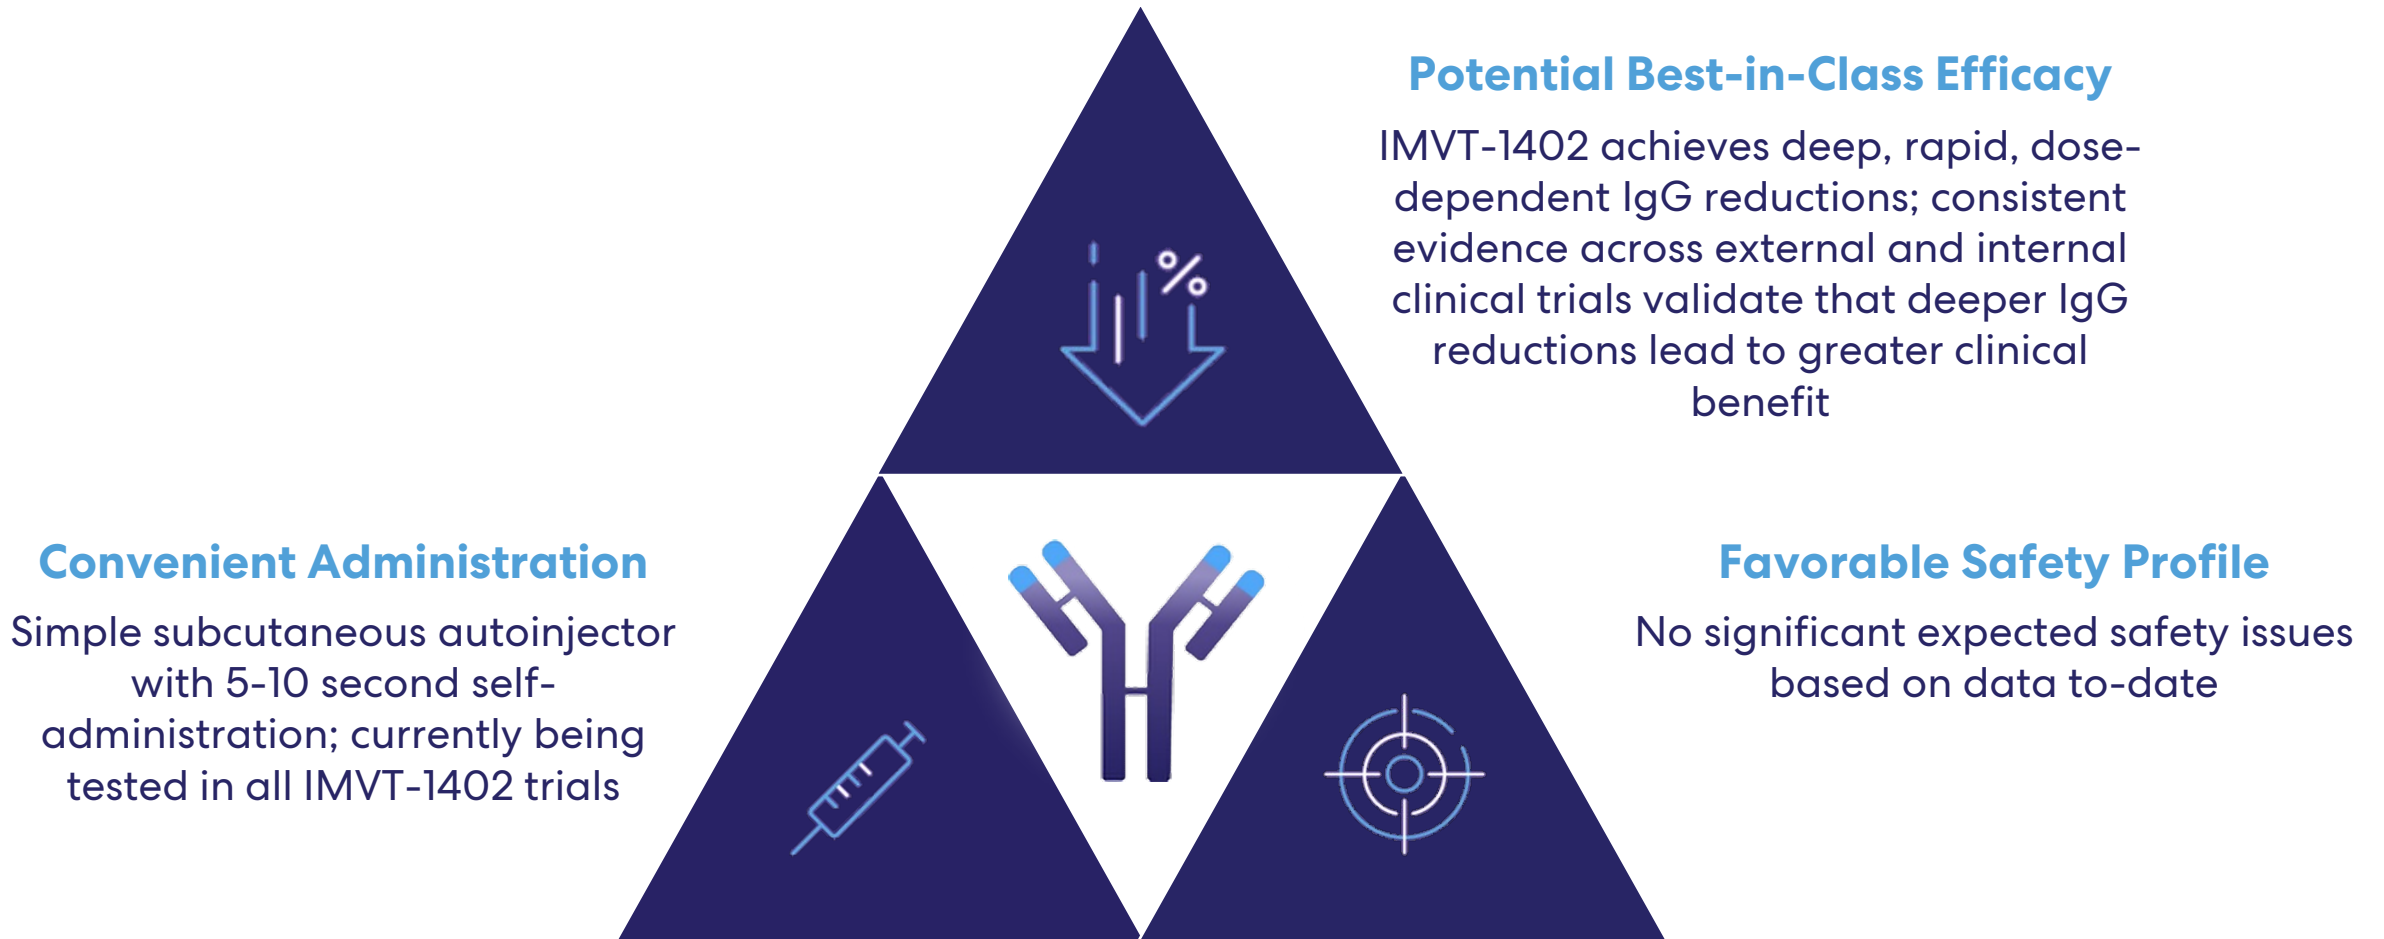 Potential Best-in-Class Efficacy
IMVT-1402 achieves deep, rapid, dose-
dependent IgG reductions; consistent
evidence across external and internal
clinical trials validate that deeper IgG
reductions lead to greater clinical
benefit
%
Convenient Administration
Simple subcutaneous autoinjector
with 5-10 second self-
administration; currently being
tested in all IMVT-1402 trials
Favorable Safety Profile
No significant expected safety issues
based on data to-date